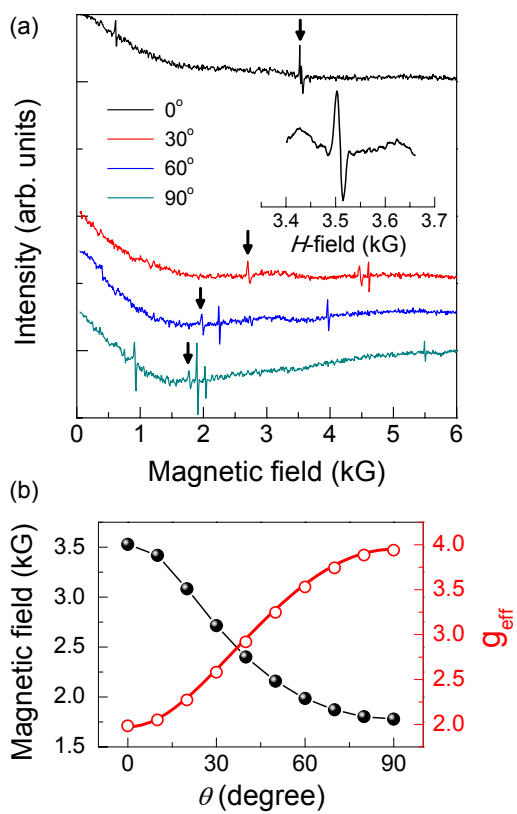 (a)
Intensity (arb. units)
0°
30°
60°
90°
3.4 3.5 3.6 3.7
H-field (kG)
0 1 2 3 4 5 6
Magnetic field (kG)
(b)
Magnetic field (kG)
3.5
3.0
2.5
2.0
1.5
4.0
3.5
3.0
2.5
2.0
g_eff
0 30 60 90
θ (degree)